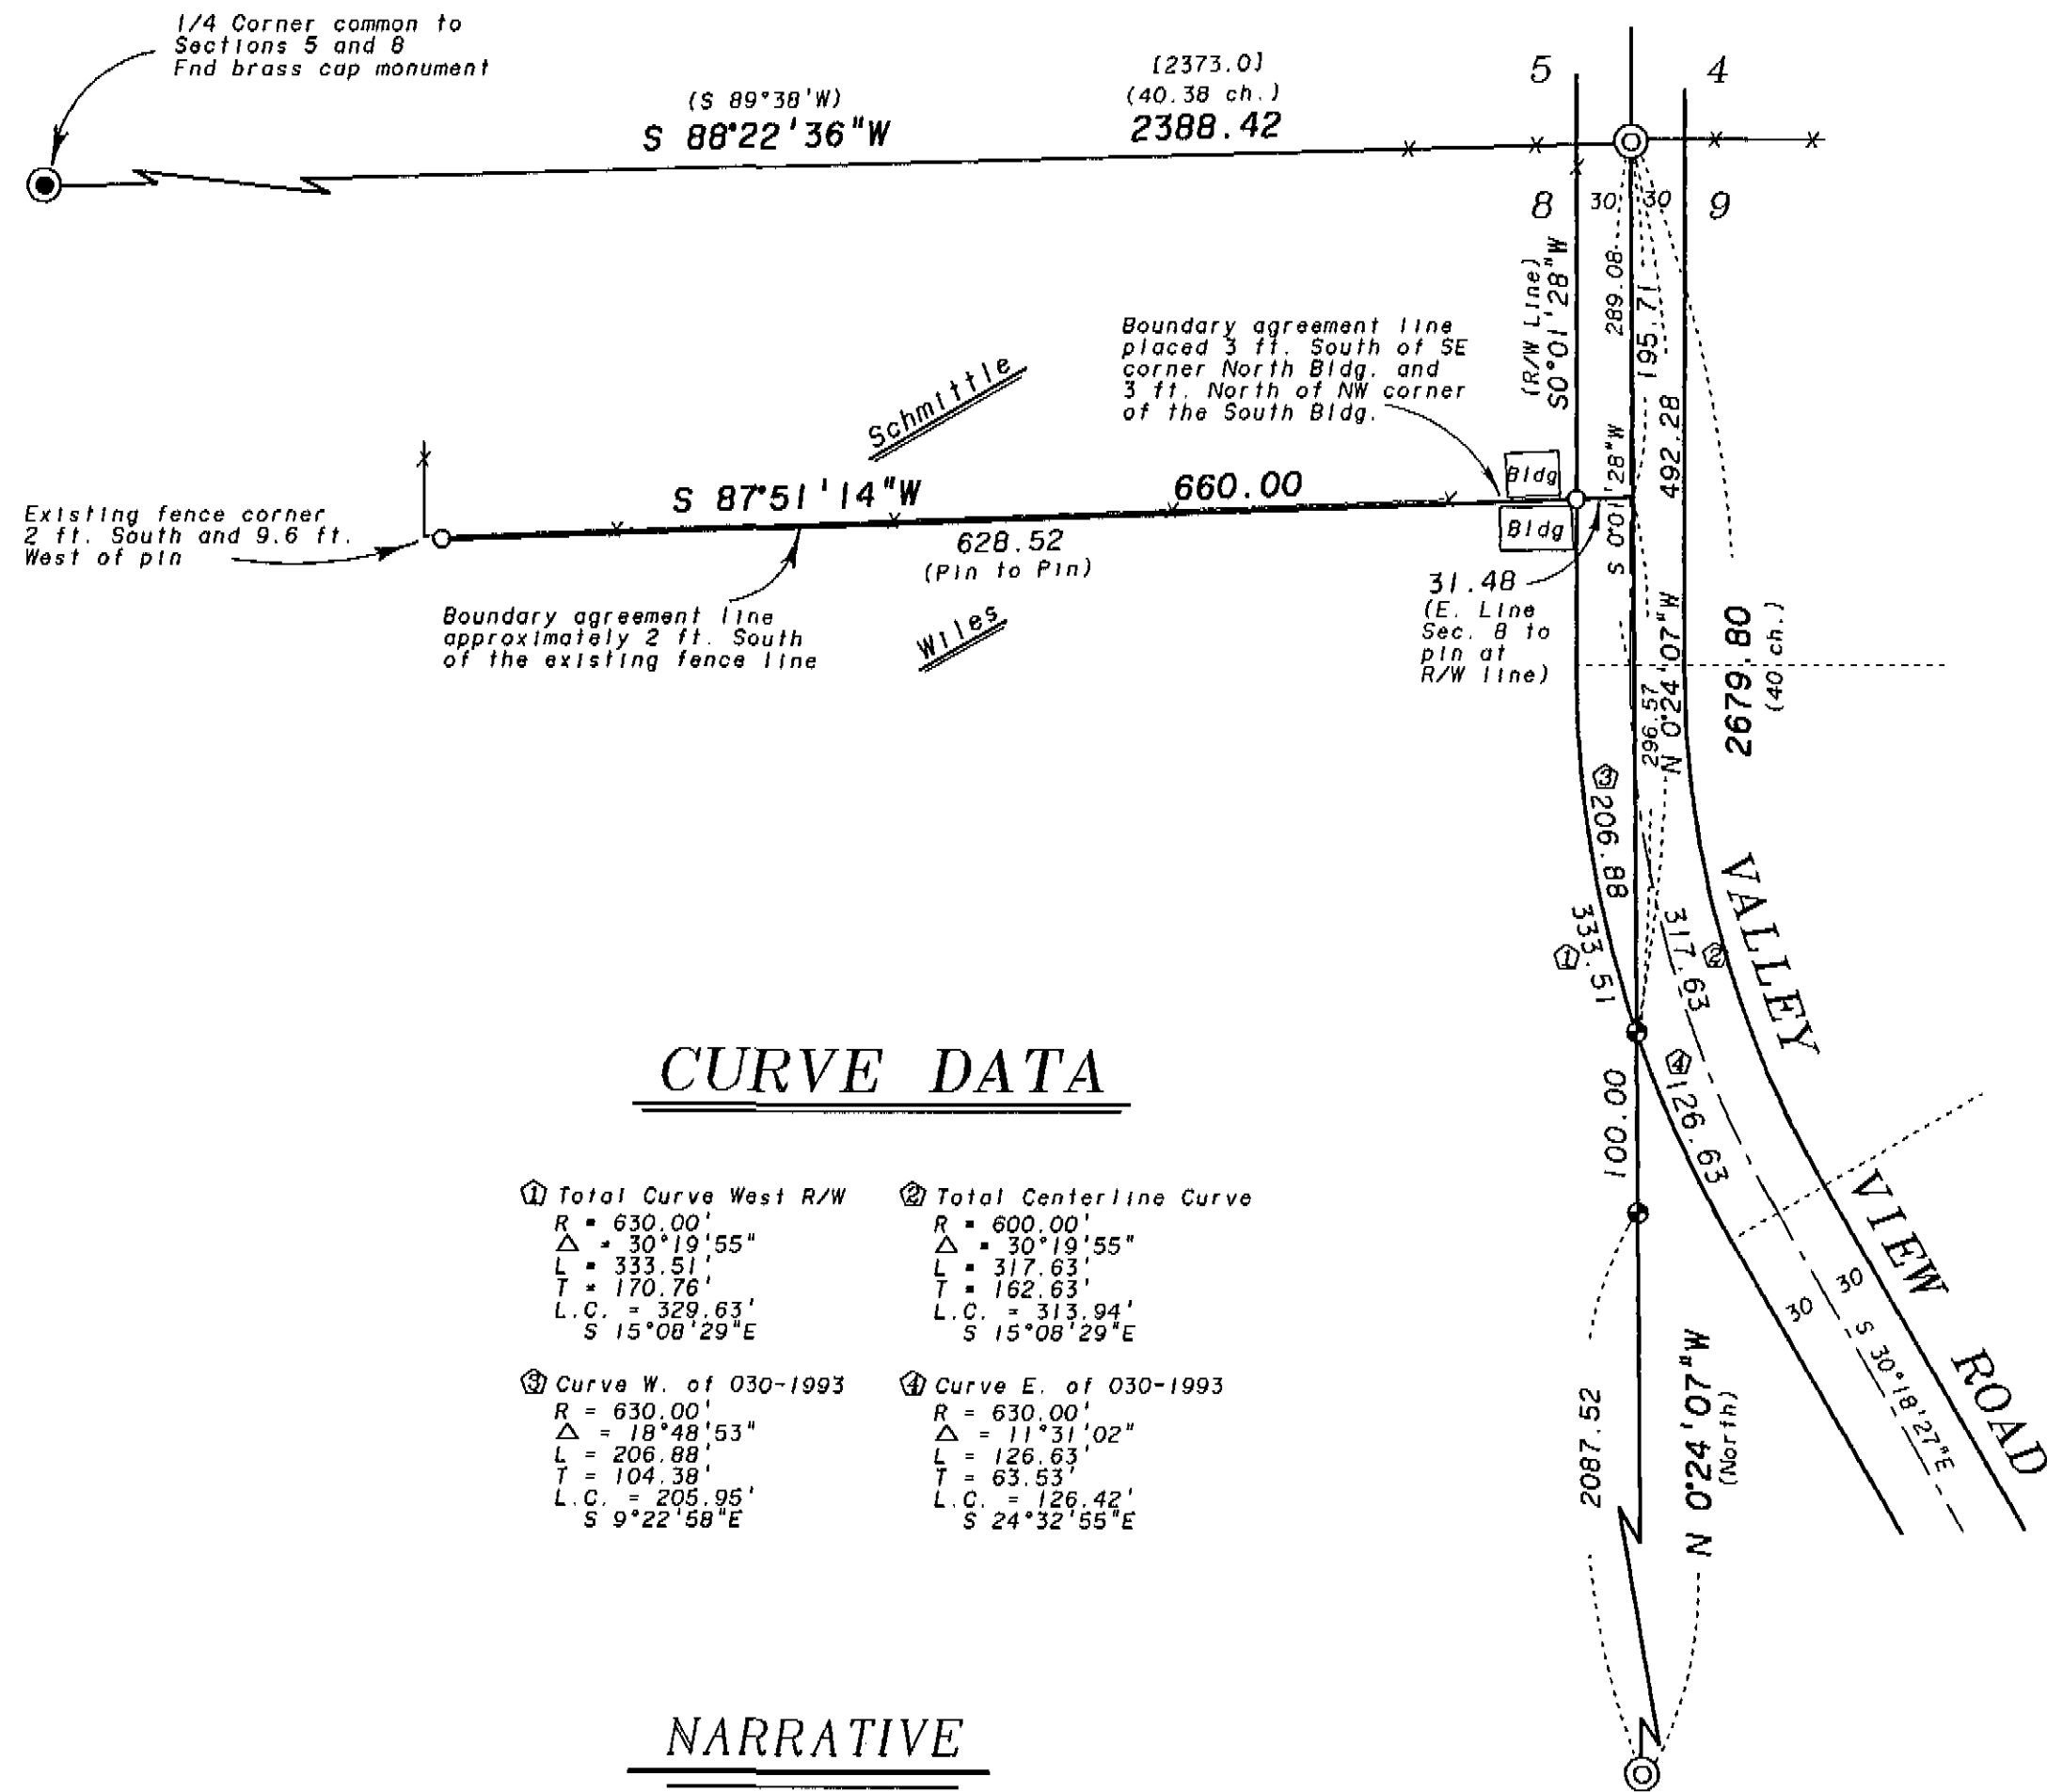 1/4 Corner common to
Sections 5 and 8
Fnd brass cap monument
(S 89°38'W)
S 88°22'36"W
[2373.0]
(40.38 ch.)
2388.42
5
4
8
9
30
30
(R/W Line)
S0°01'28"W
289.08
195.71
492.28
S 0°01'28"W
N 0°24'07"W
296.57
2679.80
(40 ch.)
Boundary agreement line
placed 3 ft. South of SE
corner North Bldg. and
3 ft. North of NW corner
of the South Bldg.
Schmittle
Bldg
Bldg
S 87°51'14"W
660.00
628.52
(Pin to Pin)
Existing fence corner
2 ft. South and 9.6 ft.
West of pin
Boundary agreement line
approximately 2 ft. South
of the existing fence line
Wiles
31.48
(E. Line
Sec. 8 to
pin at
R/W line)
3 206.88
1 333.51
317.63 2
4 126.63
100.00
VALLEY VIEW ROAD
30
30
S 30°18'27"E
2087.52
N 0°24'07"W
(North)
CURVE DATA
1 Total Curve West R/W
R = 630.00'
△ = 30°19'55"
L = 333.51'
T = 170.76'
L.C. = 329.63'
S 15°08'29"E
2 Total Centerline Curve
R = 600.00'
△ = 30°19'55"
L = 317.63'
T = 162.63'
L.C. = 313.94'
S 15°08'29"E
3 Curve W. of 030-1993
R = 630.00'
△ = 18°48'53"
L = 206.88'
T = 104.38'
L.C. = 205.95'
S 9°22'58"E
4 Curve E. of 030-1993
R = 630.00'
△ = 11°31'02"
L = 126.63'
T = 63.53'
L.C. = 126.42'
S 24°32'55"E
NARRATIVE